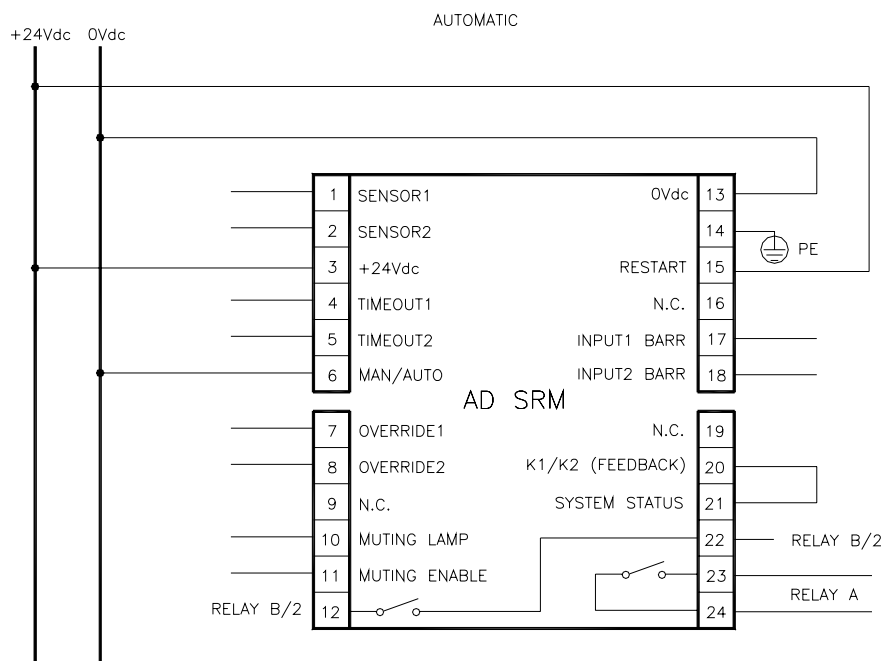 AUTOMATIC
+24Vdc 0Vdc
1 SENSOR1 0Vdc 13
2 SENSOR2 14 PE
3 +24Vdc RESTART 15
4 TIMEOUT1 N.C. 16
5 TIMEOUT2 INPUT1 BARR 17
6 MAN/AUTO INPUT2 BARR 18
AD SRM
7 OVERRIDE1 N.C. 19
8 OVERRIDE2 K1/K2 (FEEDBACK) 20
9 N.C. SYSTEM STATUS 21
10 MUTING LAMP 22 RELAY B/2
11 MUTING ENABLE 23
RELAY A
RELAY B/2 12 24